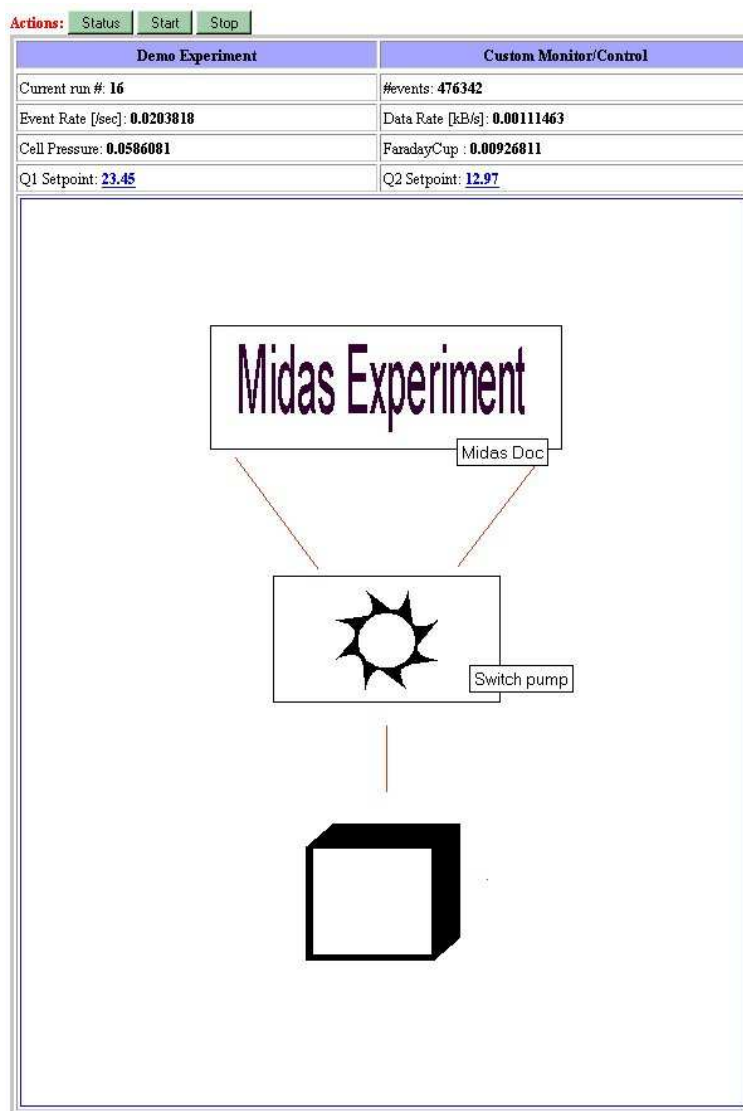 Actions: Status Start Stop
Demo Experiment Custom Monitor/Control
Current run #: 16 #events: 476342
Event Rate [/sec]: 0.0203818 Data Rate [kB/s]: 0.00111463
Cell Pressure: 0.0586081 FaradayCup : 0.00926811
Q1 Setpoint: 23.45 Q2 Setpoint: 12.97
Midas Experiment
Midas Doc
Switch pump